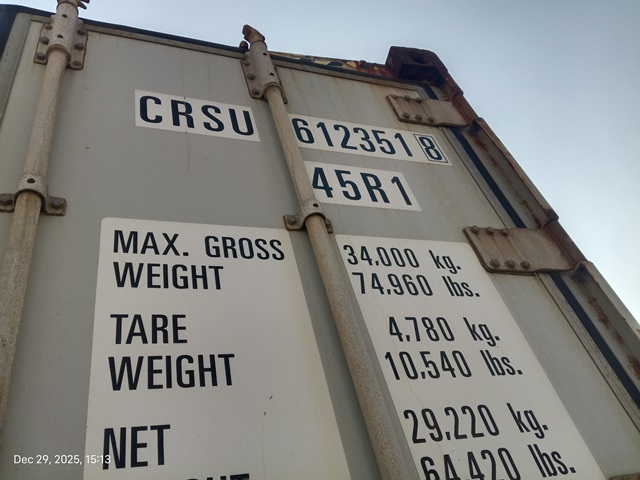 CRSU 612351 8
45R1
MAX. GROSS WEIGHT 34.000 kg.
74.960 lbs.
TARE WEIGHT 4.780 kg.
10.540 lbs.
NET 29.220 kg.
64.420 lbs.
Dec 29, 2025, 15:13